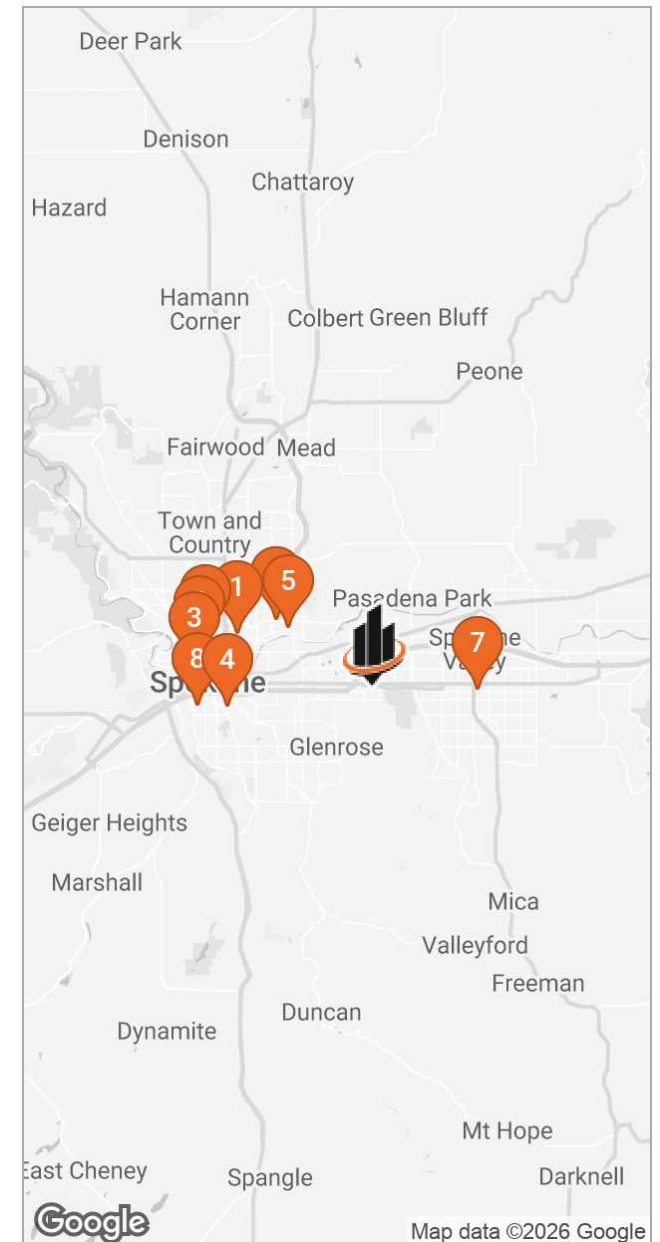 Deer Park
Denison
Chattaroy
Hazard
Hamann
Corner
Colbert Green Bluff
Peone
Fairwood Mead
Town and
Country
1
5
Pasadena Park
3
7
8
4
Glenrose
Geiger Heights
Marshall
Mica
Valleyford
Freeman
Duncan
Dynamite
Mt Hope
East Cheney
Spangle
Darknell
Google
Map data ©2026 Google